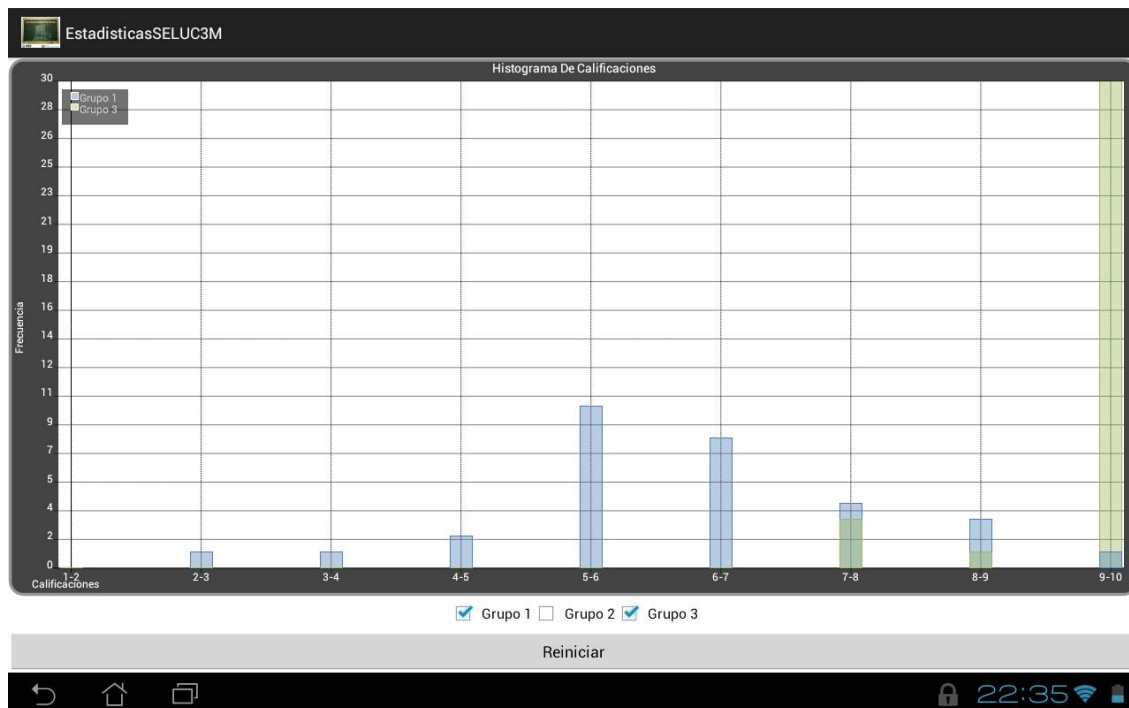 EstadisticasSELUC3M
Histograma De Calificaciones
30
28
26
25
23
21
19
18
16
14
12
11
9
7
5
4
2
0
Grupo 1
Grupo 3
Frecuencia
1-2 2-3 3-4 4-5 5-6 6-7 7-8 8-9 9-10
Calificaciones
Grupo 1 Grupo 2 Grupo 3
Reiniciar
22:35